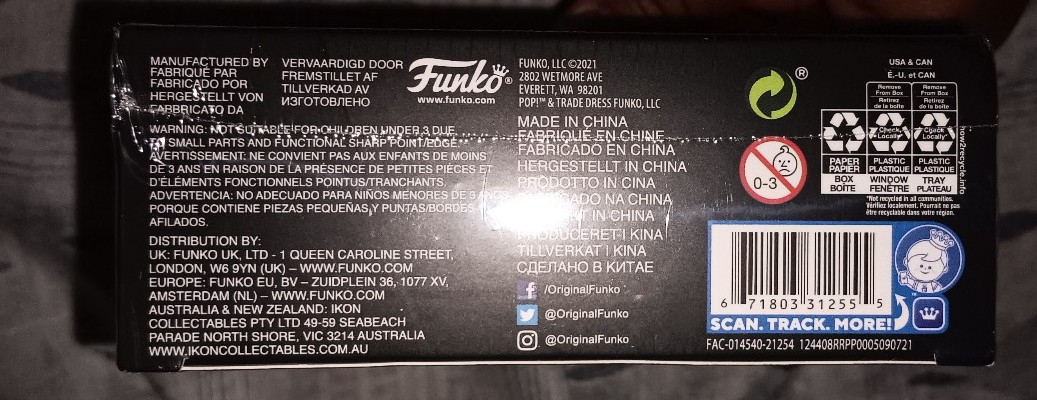 MANUFACTURED BY
FABRIQUÉ PAR
FABRICADO POR
HERGESTELLT VON
FABBRICATO DA
VERVAARDIGD DOOR
FREMSTILLET AF
TILLVERKAD AV
ИЗГОТОВЛЕНО
Funko®
www.funko.com
FUNKO, LLC ©2021
2802 WETMORE AVE
EVERETT, WA 98201
POP!™ & TRADE DRESS FUNKO, LLC
WARNING: NOT SUITABLE FOR CHILDREN UNDER 3 DUE
TO SMALL PARTS AND FUNCTIONAL SHARP POINT/EDGE.
AVERTISSEMENT: NE CONVIENT PAS AUX ENFANTS DE MOINS
DE 3 ANS EN RAISON DE LA PRÉSENCE DE PETITES PIÈCES ET
D'ÉLÉMENTS FONCTIONNELS POINTUS/TRANCHANTS.
ADVERTENCIA: NO ADECUADO PARA NIÑOS MENORES DE 3 AÑOS
PORQUE CONTIENE PIEZAS PEQUEÑAS Y PUNTAS/BORDES
AFILADOS.
DISTRIBUTION BY:
UK: FUNKO UK, LTD - 1 QUEEN CAROLINE STREET,
LONDON, W6 9YN (UK) – WWW.FUNKO.COM
EUROPE: FUNKO EU, BV – ZUIDPLEIN 36, 1077 XV,
AMSTERDAM (NL) – WWW.FUNKO.COM
AUSTRALIA & NEW ZEALAND: IKON
COLLECTABLES PTY LTD 49-59 SEABEACH
PARADE NORTH SHORE, VIC 3214 AUSTRALIA
WWW.IKONCOLLECTABLES.COM.AU
MADE IN CHINA
FABRIQUÉ EN CHINE
FABRICADO EN CHINA
HERGESTELLT IN CHINA
PRODOTTO IN CINA
NA CHINA
IN CHINA
PRODUCERET I KINA
TILLVERKAT I KINA
СДЕЛАНО В КИТАЕ
f /OriginalFunko
@OriginalFunko
@OriginalFunko
®
0-3
USA & CAN
É.-U. et CAN
Remove From Box
Retirez de la boîte
Remove From Box
Retirez de la boîte
Check Locally*
Check Locally*
PAPER
PAPIER
PLASTIC
PLASTIQUE
PLASTIC
PLASTIQUE
BOX
BOÎTE
WINDOW
FENÊTRE
TRAY
PLATEAU
how2recycle.info
*Not recycled in all communities.
Vérifiez localement. Pourrait ne pas
être recyclable dans votre région.
6 71803 31255 5
SCAN. TRACK. MORE!
FAC-014540-21254 124408RRPP0005090721